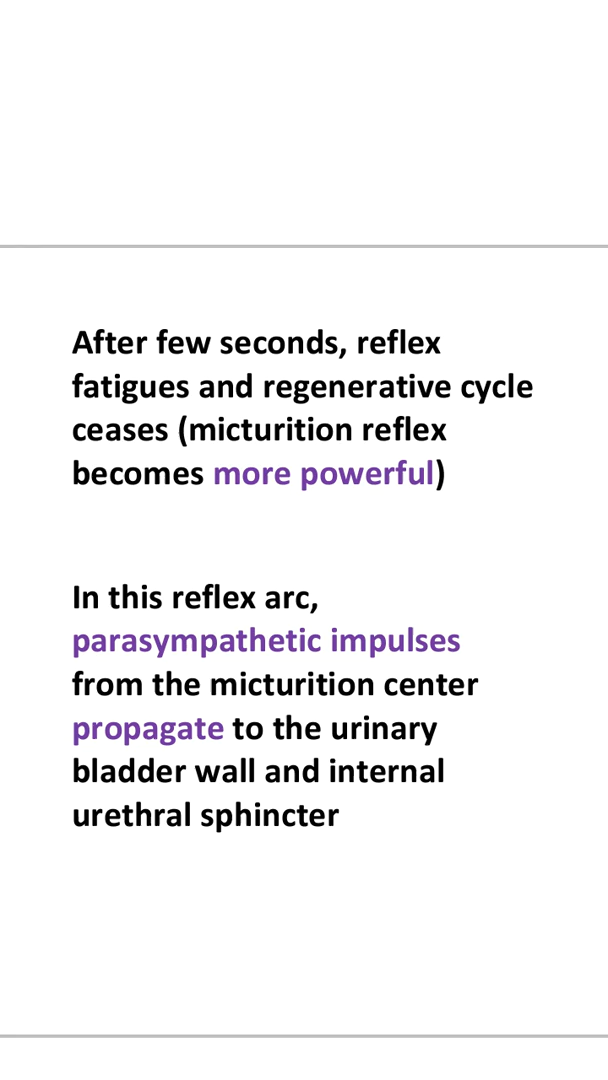 After few seconds, reflex
fatigues and regenerative cycle
ceases (micturition reflex
becomes more powerful)
In this reflex arc,
parasympathetic impulses
from the micturition center
propagate to the urinary
bladder wall and internal
urethral sphincter